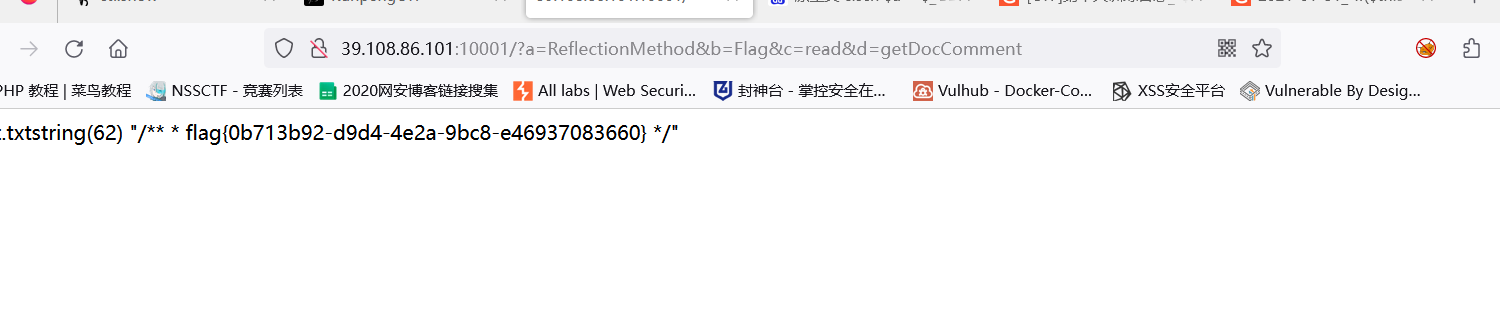 39.108.86.101:10001/?a=ReflectionMethod&b=Flag&c=read&d=getDocComment
PHP 教程 | 菜鸟教程 NSSCTF - 竞赛列表 2020网安博客链接搜集 All labs | Web Securi... 封神台 - 掌控安全在... Vulhub - Docker-Co... XSS安全平台 Vulnerable By Desig...
t.txtstring(62) "/** * flag{0b713b92-d9d4-4e2a-9bc8-e46937083660} */"